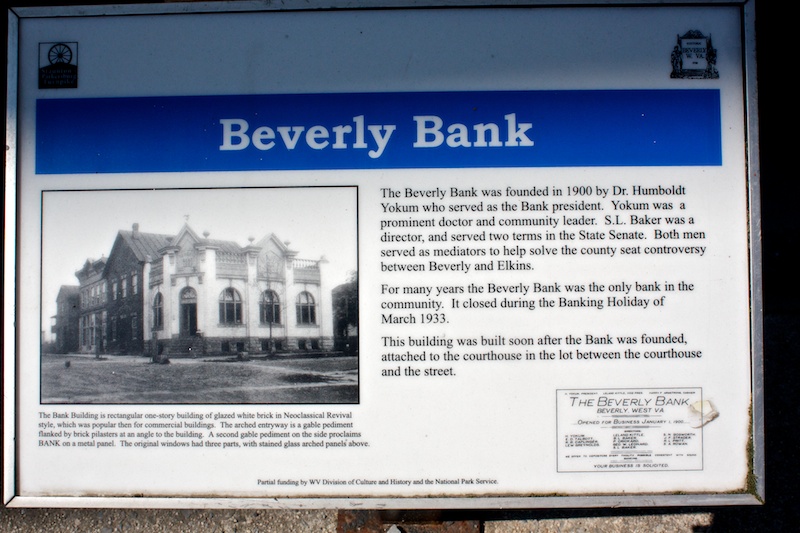 BEVERLY
W. VA.
Beverly Bank
The Beverly Bank was founded in 1900 by Dr. Humboldt
Yokum who served as the Bank president. Yokum was a
prominent doctor and community leader. S.L. Baker was a
director, and served two terms in the State Senate. Both men
served as mediators to help solve the county seat controversy
between Beverly and Elkins.
For many years the Beverly Bank was the only bank in the
community. It closed during the Banking Holiday of
March 1933.
This building was built soon after the Bank was founded,
attached to the courthouse in the lot between the courthouse
and the street.
The Bank Building is rectangular one-story building of glazed white brick in Neoclassical Revival
style, which was popular then for commercial buildings. The arched entryway is a gable pediment
flanked by brick pilasters at an angle to the building. A second gable pediment on the side proclaims
BANK on a metal panel. The original windows had three parts, with stained glass arched panels above.
THE BEVERLY BANK,
BEVERLY, WEST VA
OPENED FOR BUSINESS JANUARY 1, 1900
DIRECTORS
YOUR BUSINESS IS SOLICITED.
Partial funding by WV Division of Culture and History and the National Park Service.